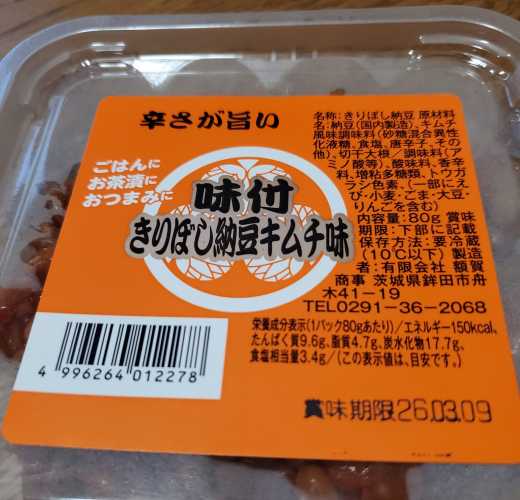 辛さが旨い
ごはんに
お茶漬に
おつまみに
味付
きりぼし納豆キムチ味
名称:きりぼし納豆 原材料
名:納豆(国内製造)、キムチ
風味調味料(砂糖混合異性
化液糖、食塩、唐辛子、その
他)、切干大根/調味料(ア
ミノ酸等)、酸味料、香辛
料、増粘多糖類、トウガ
ラシ色素、(一部にえ
び・小麦・ごま・大豆・
りんごを含む)
内容量:80g 賞味
期限:下部に記載
保存方法:要冷蔵
(10℃以下) 製造
者:有限会社 額賀
商事 茨城県鉾田市舟
木41-19
TEL0291-36-2068
栄養成分表示(1パック80gあたり)/エネルギー150kcal、
たんぱく質9.6g、脂質4.7g、炭水化物17.7g、
食塩相当量3.4g/(この表示値は、目安です。)
4 996264 012278
賞味期限26.03.09